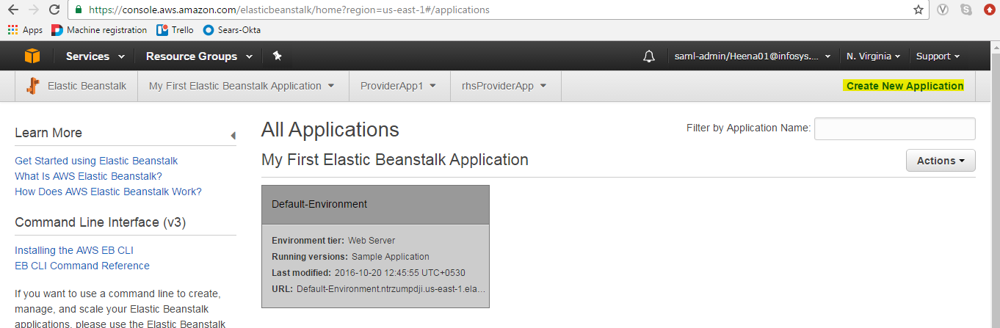 https://console.aws.amazon.com/elasticbeanstalk/home?region=us-east-1#/applications
Apps Machine registration Trello Sears-Okta
Services Resource Groups saml-admin/Heena01@infosys.... N. Virginia Support
Elastic Beanstalk My First Elastic Beanstalk Application ProviderApp1 rhsProviderApp Create New Application
Learn More
Get Started using Elastic Beanstalk
What Is AWS Elastic Beanstalk?
How Does AWS Elastic Beanstalk Work?
Command Line Interface (v3)
Installing the AWS EB CLI
EB CLI Command Reference
If you want to use a command line to create,
manage, and scale your Elastic Beanstalk
applications, please use the Elastic Beanstalk
All Applications
Filter by Application Name:
My First Elastic Beanstalk Application
Actions
Default-Environment
Environment tier: Web Server
Running versions: Sample Application
Last modified: 2016-10-20 12:45:55 UTC+0530
URL: Default-Environment.ntrzumpdji.us-east-1.ela...